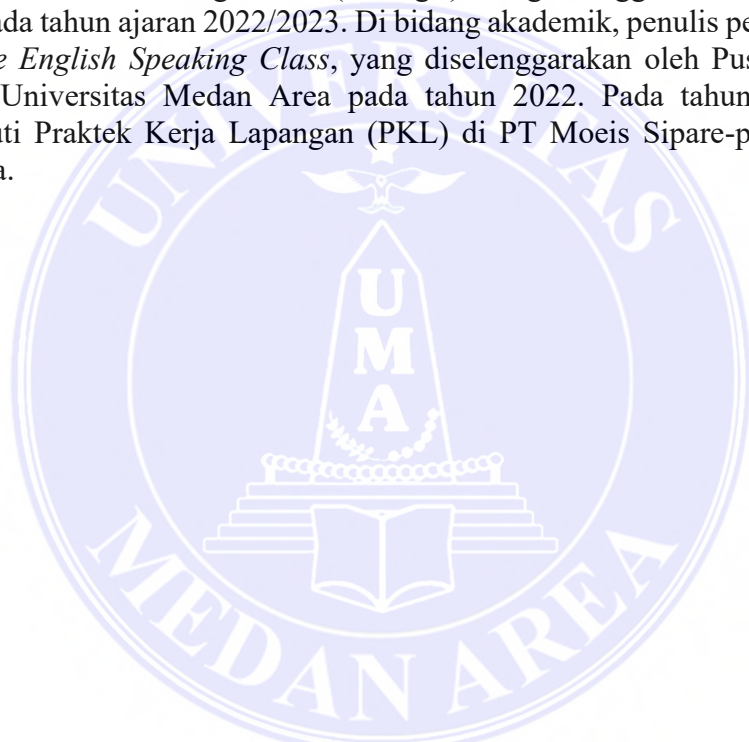 ada tahun ajaran 2022/2023. Di bidang akademik, penulis pe
e English Speaking Class, yang diselenggarakan oleh Pus
Universitas Medan Area pada tahun 2022. Pada tahun
ti Praktek Kerja Lapangan (PKL) di PT Moeis Sipare-p
a.
UNIVERSITAS
UMA
MEDAN AREA